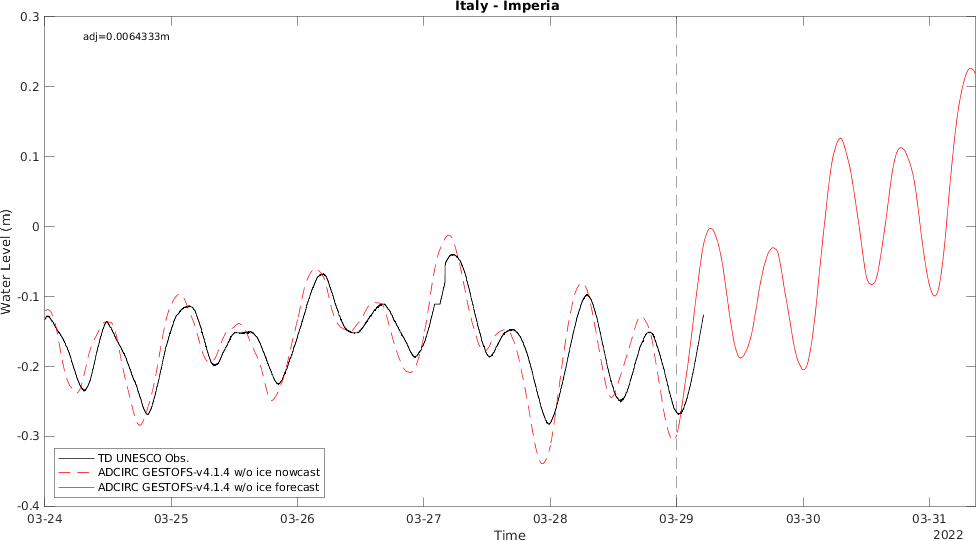 Italy - Imperia
adj=0.0064333m
Water Level (m)
0.3
0.2
0.1
0
-0.1
-0.2
-0.3
-0.4
TD UNESCO Obs.
ADCIRC GESTOFS-v4.1.4 w/o ice nowcast
ADCIRC GESTOFS-v4.1.4 w/o ice forecast
03-24 03-25 03-26 03-27 03-28 03-29 03-30 03-31
Time
2022